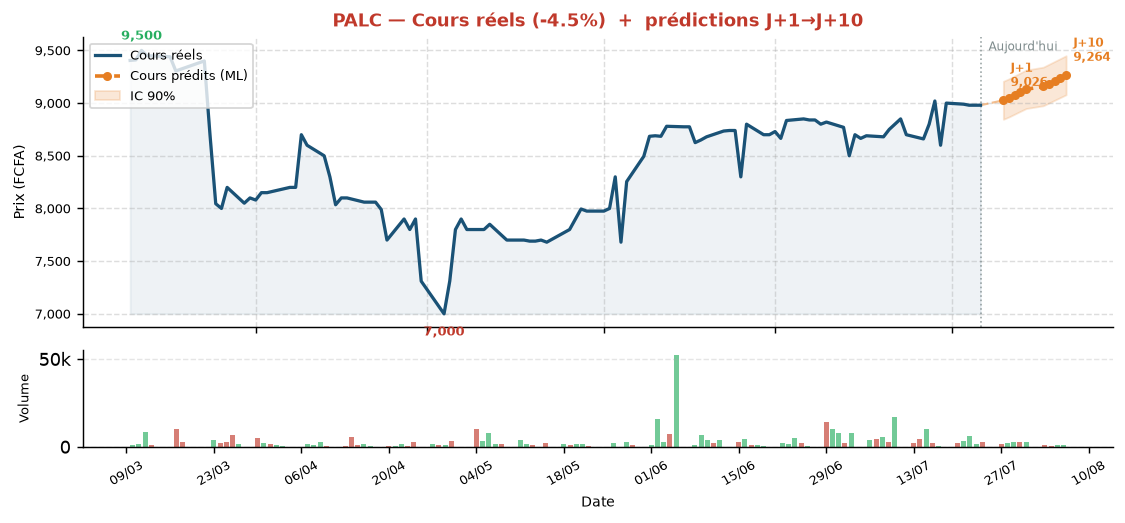 PALC — Cours réels (-4.5%)  +  prédictions J+1→J+10
9,500
Cours réels
Cours prédits (ML)
IC 90%
Aujourd'hui
J+10
9,264
J+1
9,026
Prix (FCFA)
9,500
9,000
8,500
8,000
7,500
7,000
7,000
Volume
50k
0
09/03 23/03 06/04 20/04 04/05 18/05 01/06 15/06 29/06 13/07 27/07 10/08
Date